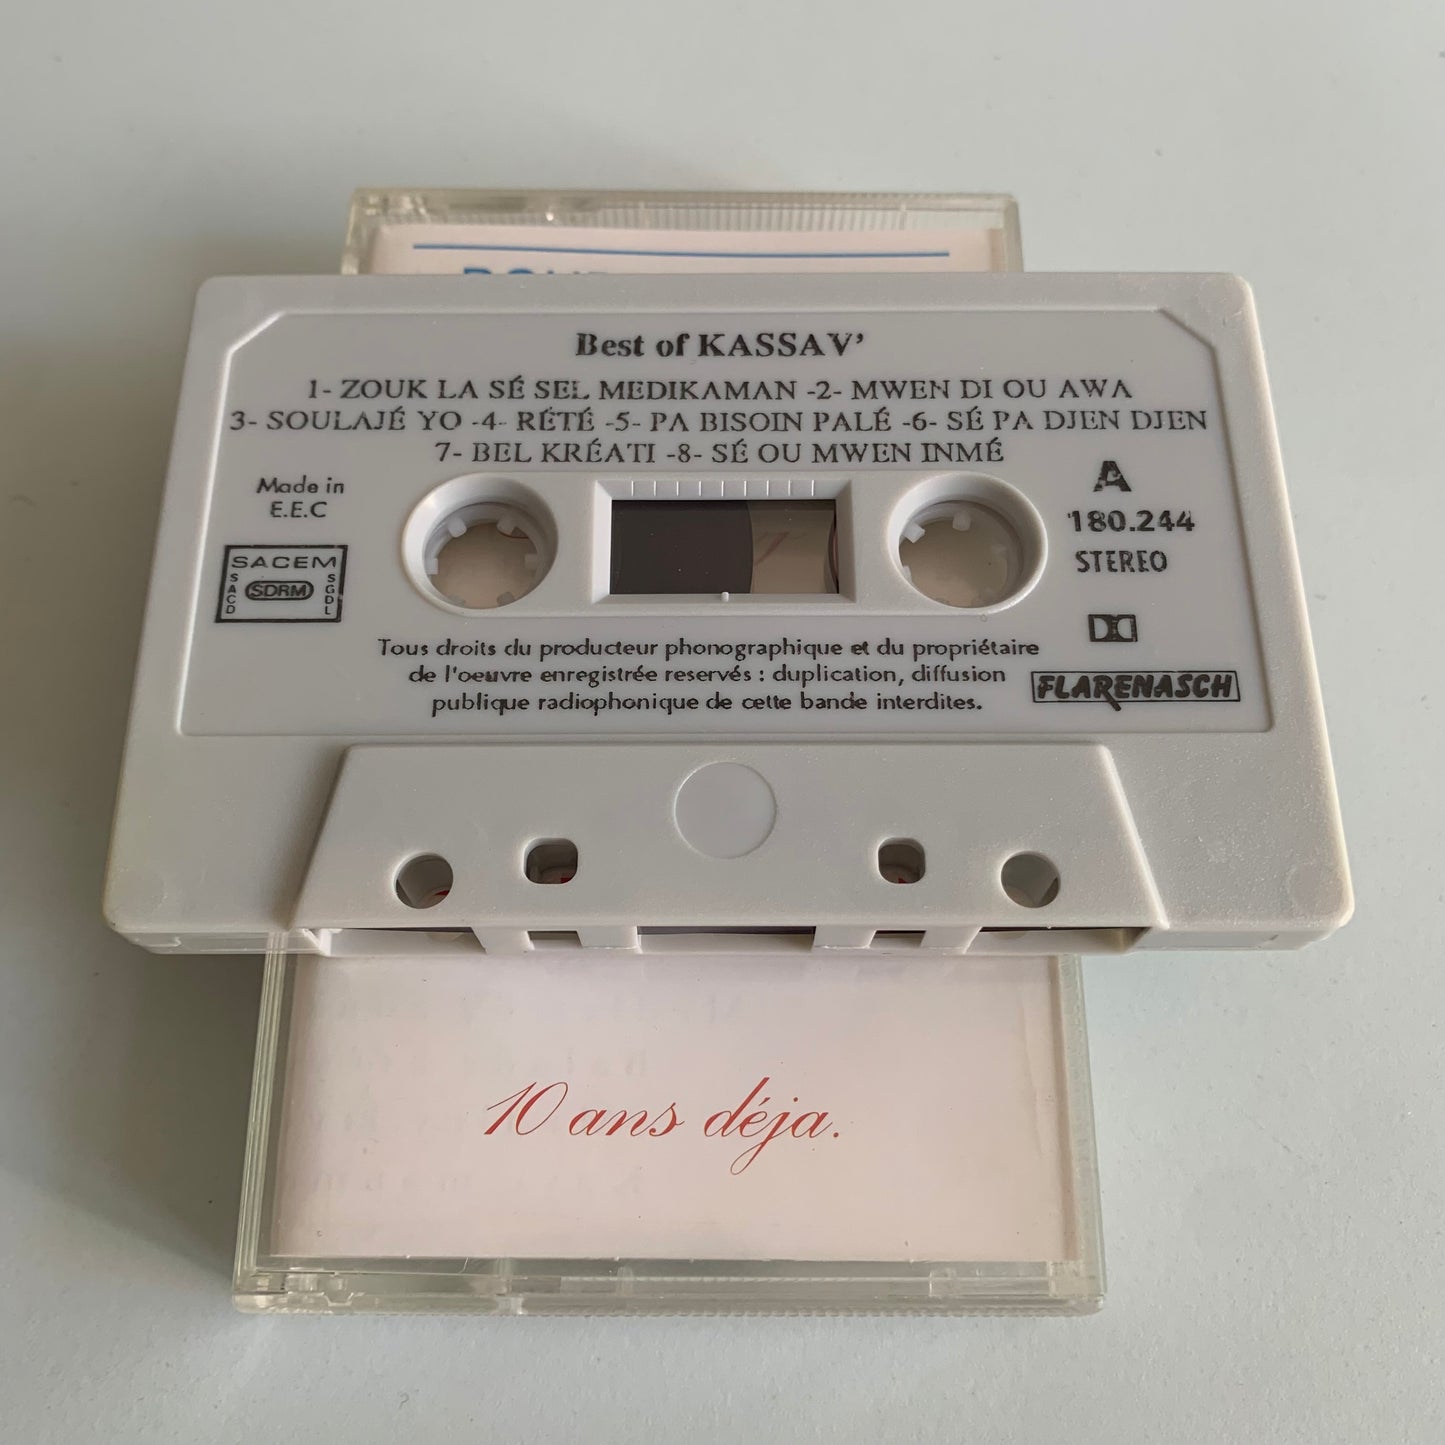 Best of KASSAV’
1- ZOUK LA SÉ SEL MEDIKAMAN -2- MWEN DI OU AWA
3- SOULAJÉ YO -4- RÉTÉ -5- PA BISOIN PALÉ -6- SÉ PA DJEN DJEN
7- BEL KRÉATI -8- SÉ OU MWEN INMÉ
Made in
E.E.C
A
180.244
STEREO
SACEM
SACD
SDRM
SGDL
Tous droits du producteur phonographique et du propriétaire
de l'oeuvre enregistrée reservés : duplication, diffusion
publique radiophonique de cette bande interdites.
FLARENASCH
10 ans déja.